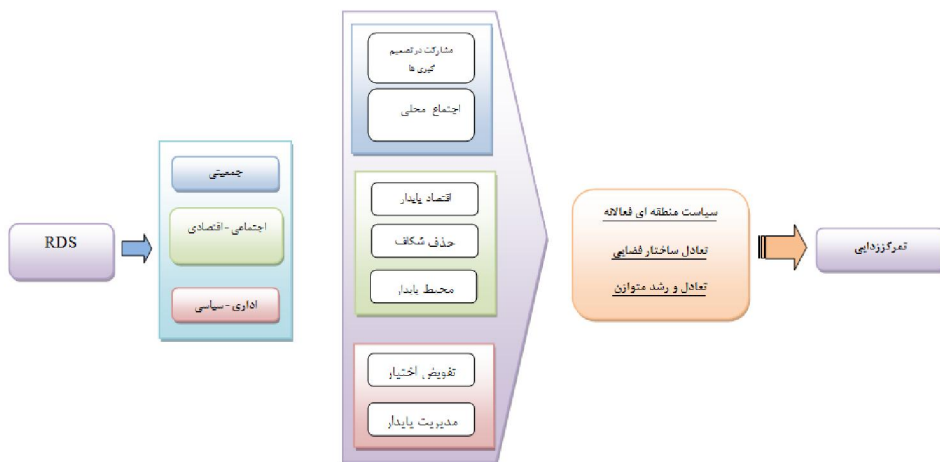 RDS
جمعیتی
اجتماعی - اقتصادی
اداری - سیاسی
مشارکت در تصمیم
گیری ها
اجتماع محلی
اقتصاد پایدار
حذف شکاف
محیط پایدار
تفویض اختیار
مدیریت پایدار
سیاست منطقه ای فعالانه
تعادل ساختار فضایی
تعادل و رشد متوازن
تمرکززدایی